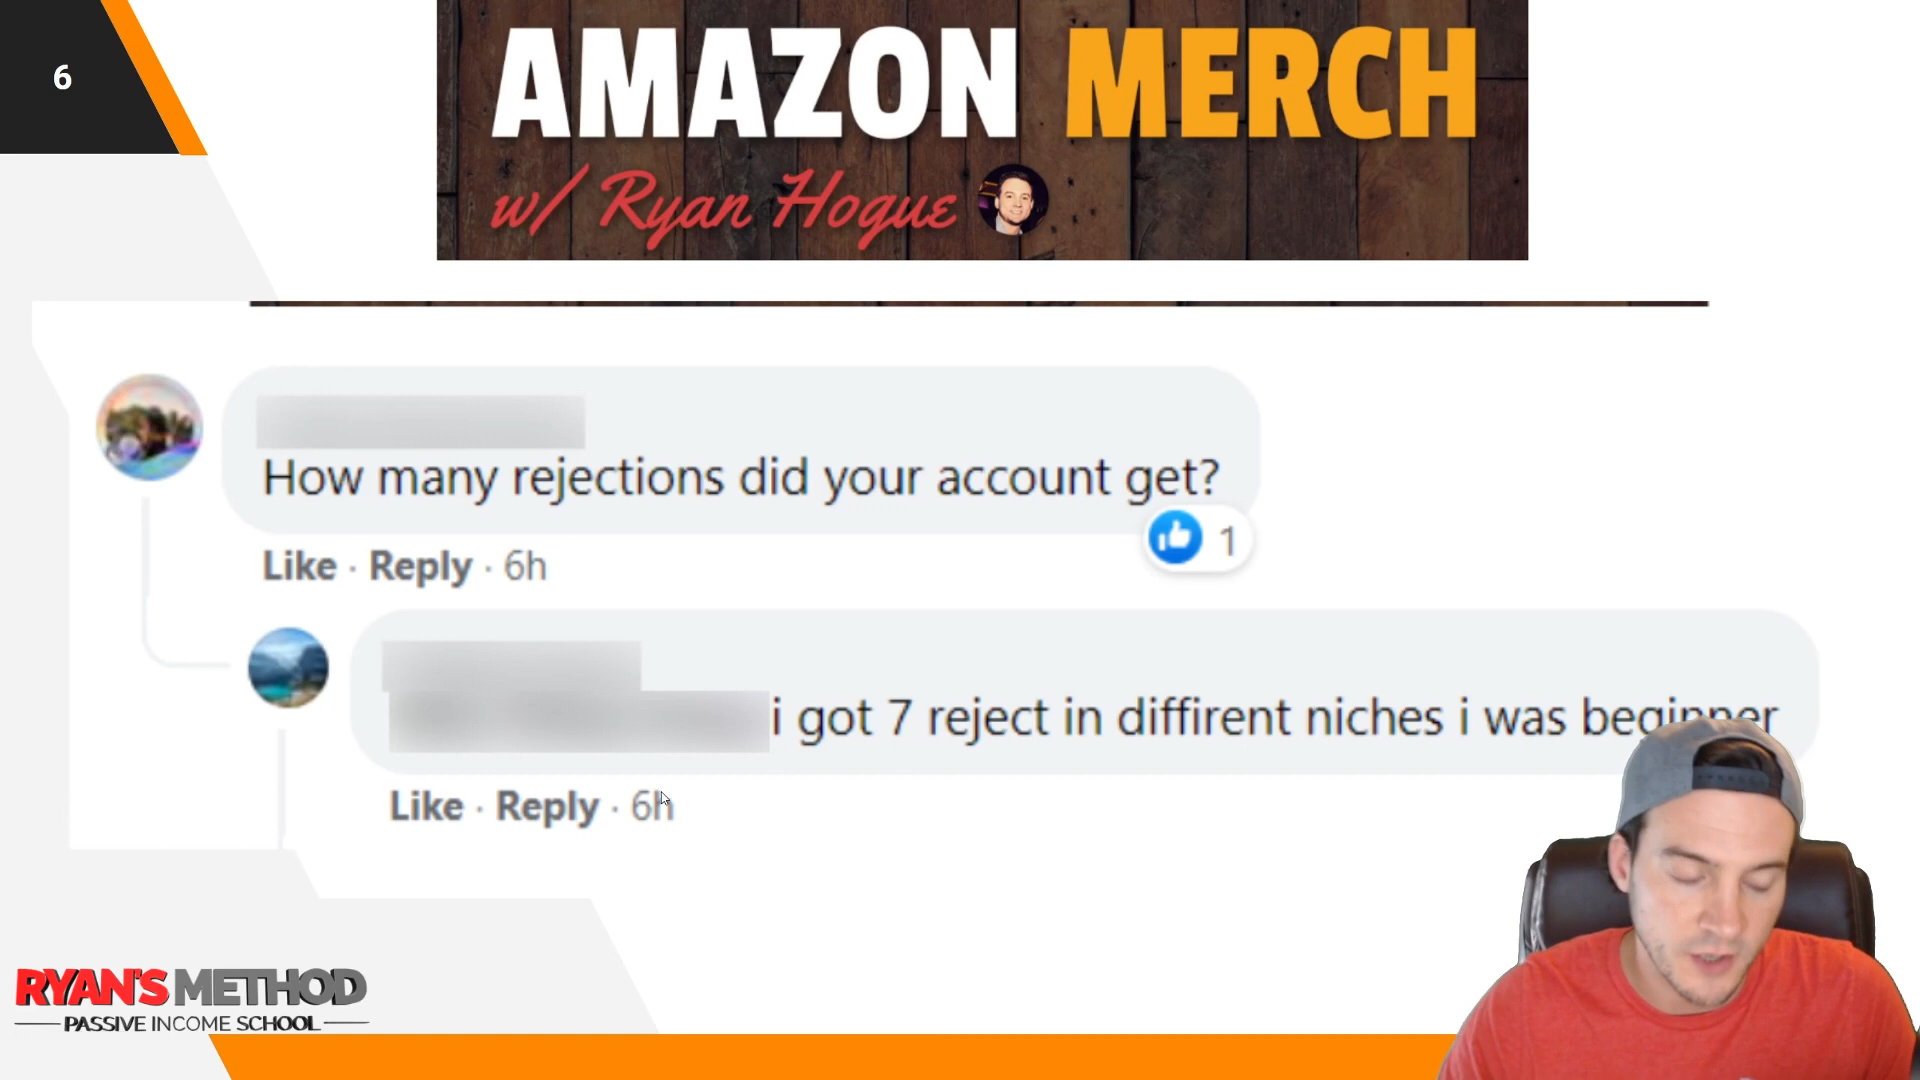 6
AMAZON MERCH
w/ Ryan Hogue
How many rejections did your account get?
1
Like · Reply · 6h
i got 7 reject in diffirent niches i was beginner
Like · Reply · 6h
RYAN'S METHOD
PASSIVE INCOME SCHOOL